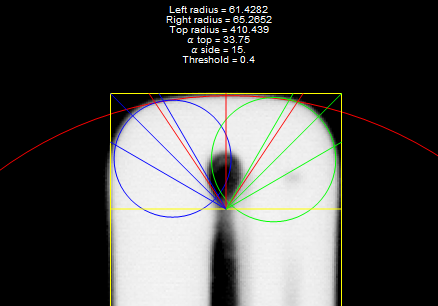 Left radius = 61.4282
Right radius = 65.2652
Top radius = 410.439
α top = 33.75
α side = 15.
Threshold = 0.4